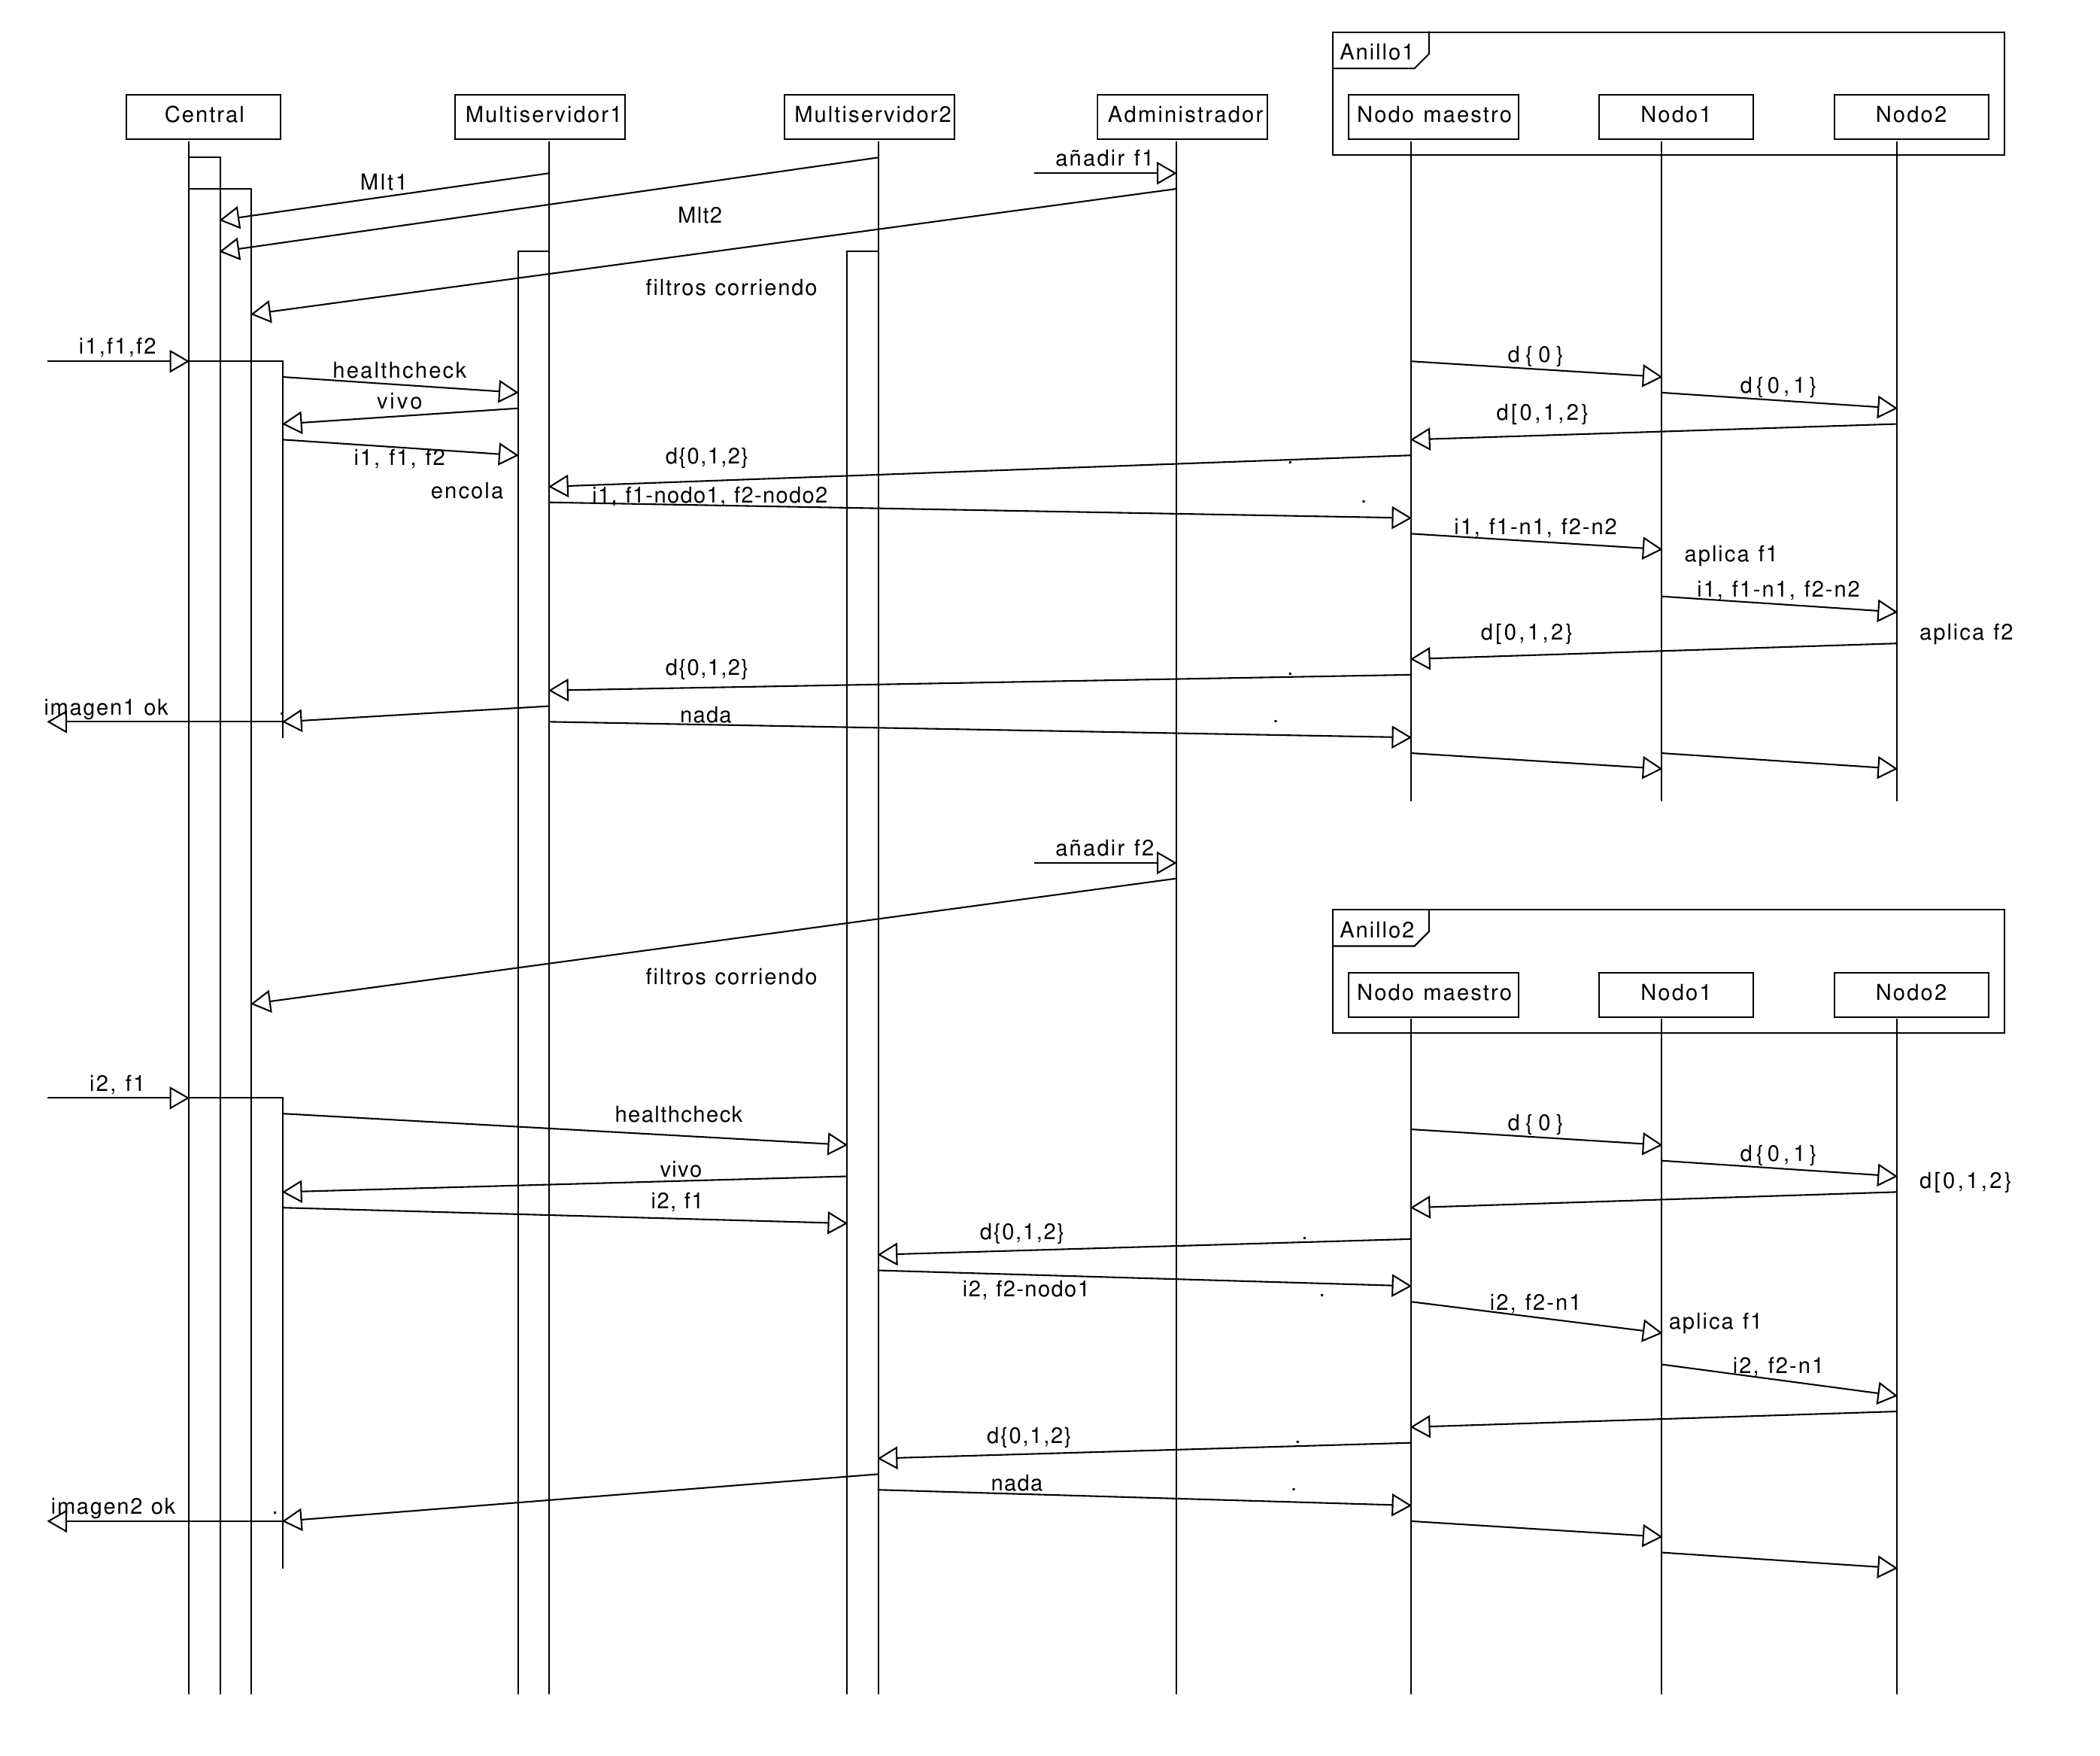 Anillo1
Central
Multiservidor1
Multiservidor2
Administrador
Nodo maestro
Nodo1
Nodo2
añadir f1
Mlt1
Mlt2
filtros corriendo
i1,f1,f2
healthcheck
d{0}
vivo
d{0,1}
d[0,1,2}
i1, f1, f2
d{0,1,2}
.
encola
i1, f1-nodo1, f2-nodo2
.
i1, f1-n1, f2-n2
aplica f1
i1, f1-n1, f2-n2
d[0,1,2}
aplica f2
d{0,1,2}
.
imagen1 ok
.
nada
.
añadir f2
Anillo2
filtros corriendo
Nodo maestro
Nodo1
Nodo2
i2, f1
healthcheck
d{0}
vivo
d{0,1}
d[0,1,2}
i2, f1
d{0,1,2}
.
i2, f2-nodo1
.
i2, f2-n1
aplica f1
i2, f2-n1
d{0,1,2}
.
nada
.
imagen2 ok
.